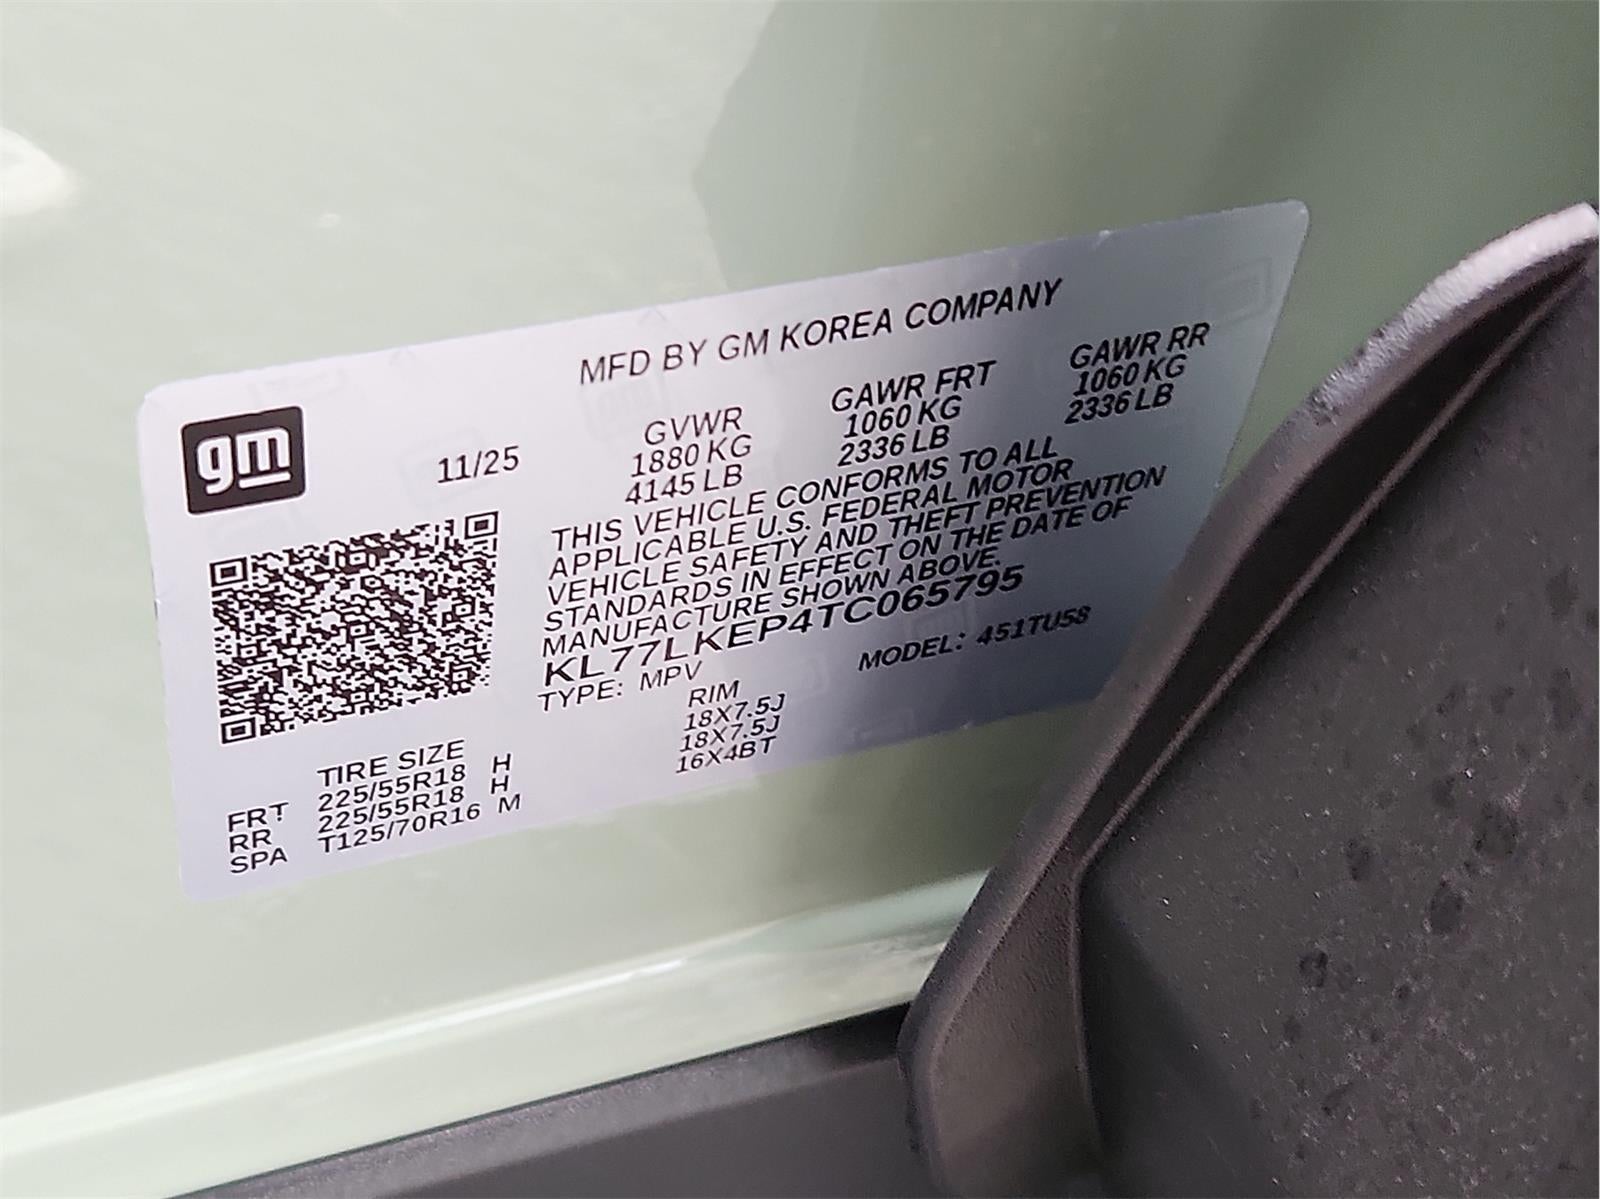 MFD BY GM KOREA COMPANY
gm
11/25
GVWR GAWR FRT GAWR RR
1880 KG 1060 KG 1060 KG
4145 LB 2336 LB 2336 LB
THIS VEHICLE CONFORMS TO ALL
APPLICABLE U.S. FEDERAL MOTOR
VEHICLE SAFETY AND THEFT PREVENTION
STANDARDS IN EFFECT ON THE DATE OF
MANUFACTURE SHOWN ABOVE.
KL77LKEP4TC065795
TYPE: MPV MODEL: 451TU58
TIRE SIZE RIM
FRT 225/55R18 H 18X7.5J
RR 225/55R18 H 18X7.5J
SPA T125/70R16 M 16X4BT